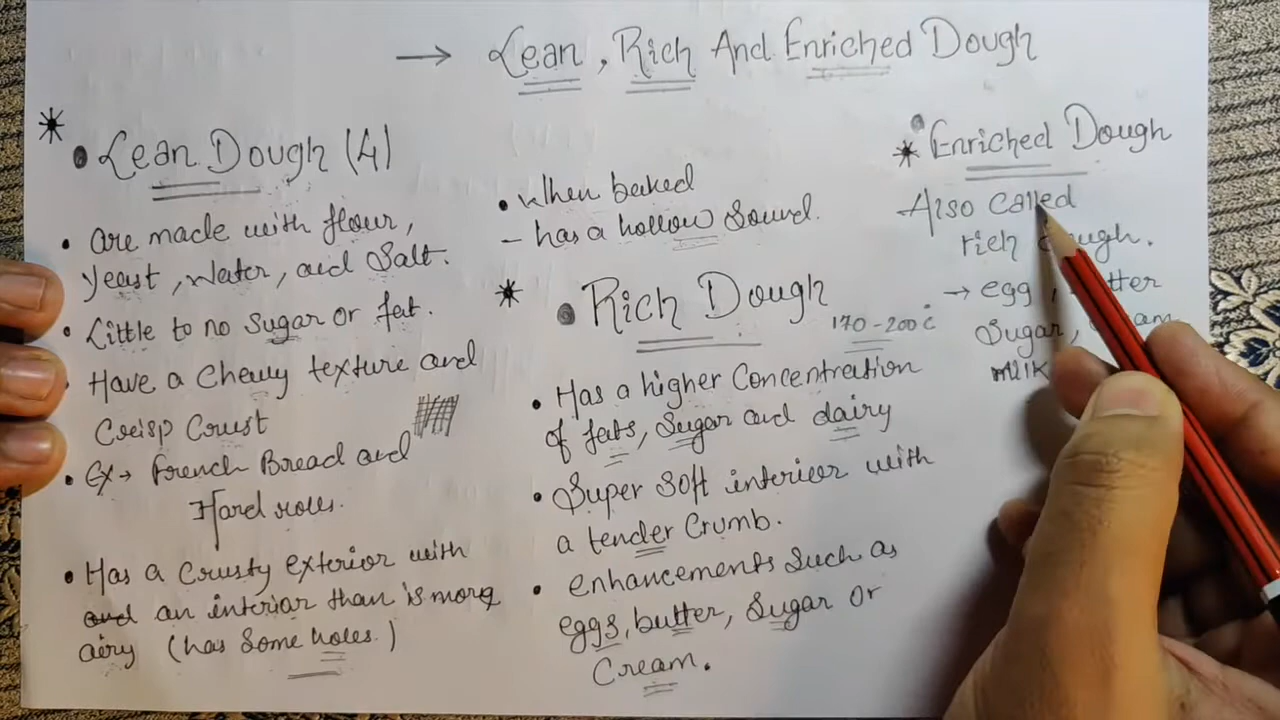 → Lean, Rich And Enriched Dough
* • Lean Dough (4)
• are made with flour,
yeast, water, and Salt.
• Little to no sugar or fat.
• Have a Chewy texture and
Crisp Crust
• Ex → French Bread and
Hard rolls.
• Has a Crusty exterior with
and an interior than is more
airy (has Some holes.)
• When baked
– has a hollow Sound.
* • Rich Dough
170-200°c
• Has a higher Concentration
of fats, Sugar and dairy
• Super Soft interior with
a tender Crumb.
• enhancements Such as
eggs, butter, Sugar or
Cream.
* Enriched Dough
Also Called
rich
→ egg,
Sugar,
milk